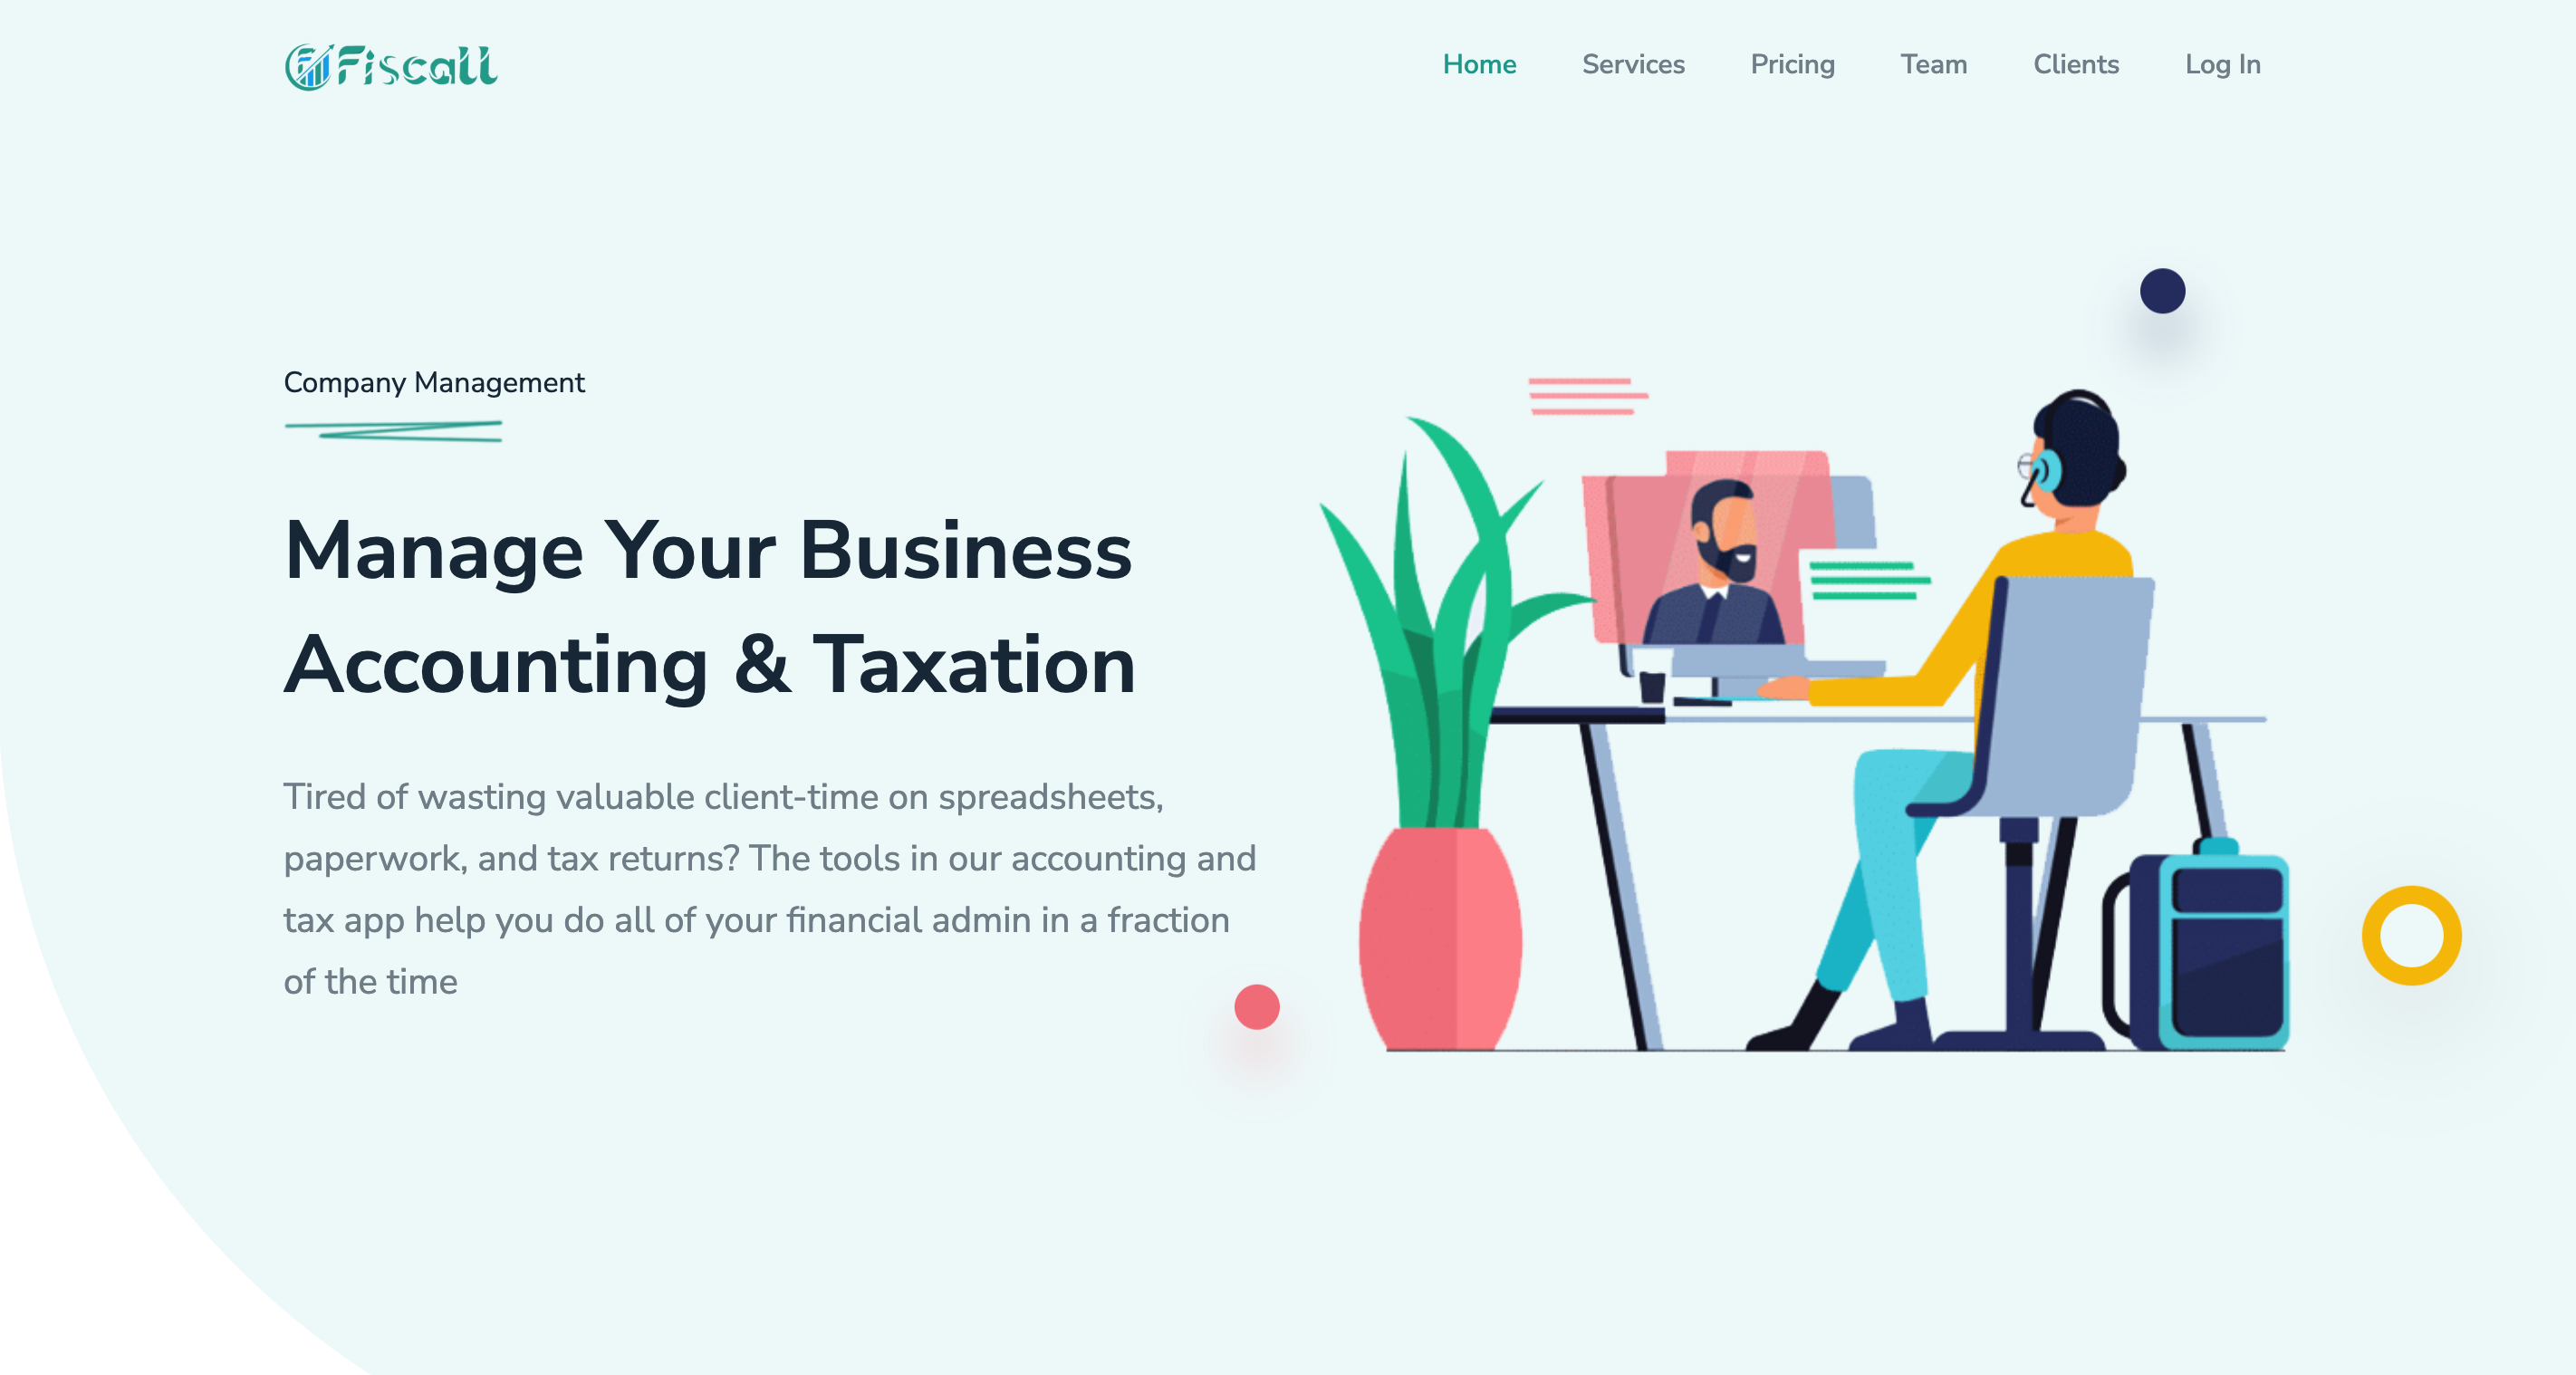 Fiscall
Home Services Pricing Team Clients Log In
Company Management
Manage Your Business
Accounting & Taxation
Tired of wasting valuable client-time on spreadsheets,
paperwork, and tax returns? The tools in our accounting and
tax app help you do all of your financial admin in a fraction
of the time